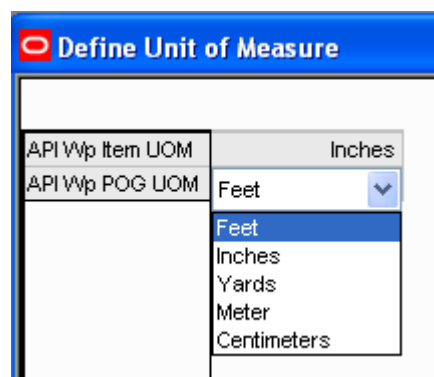 Define Unit of Measure
API Wp Item UOM Inches
API Wp POG UOM Feet
Feet
Inches
Yards
Meter
Centimeters